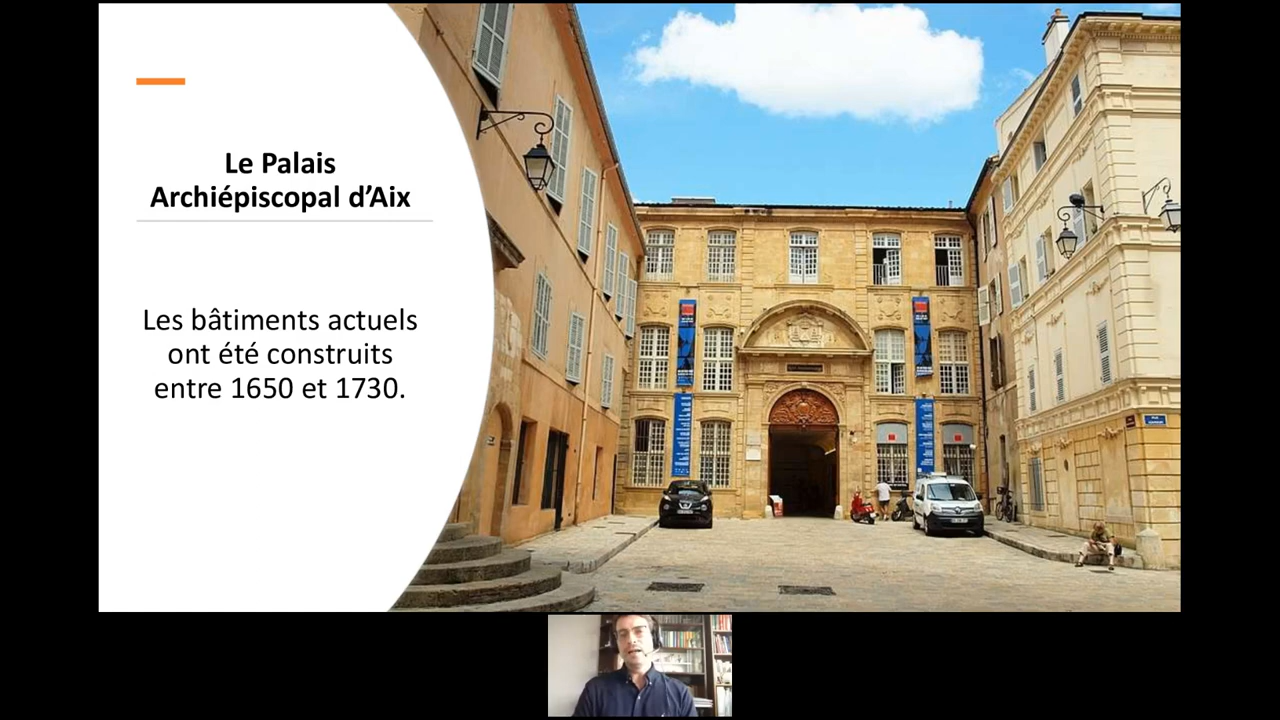 Le Palais
Archiépiscopal d’Aix
Les bâtiments actuels
ont été construits
entre 1650 et 1730.